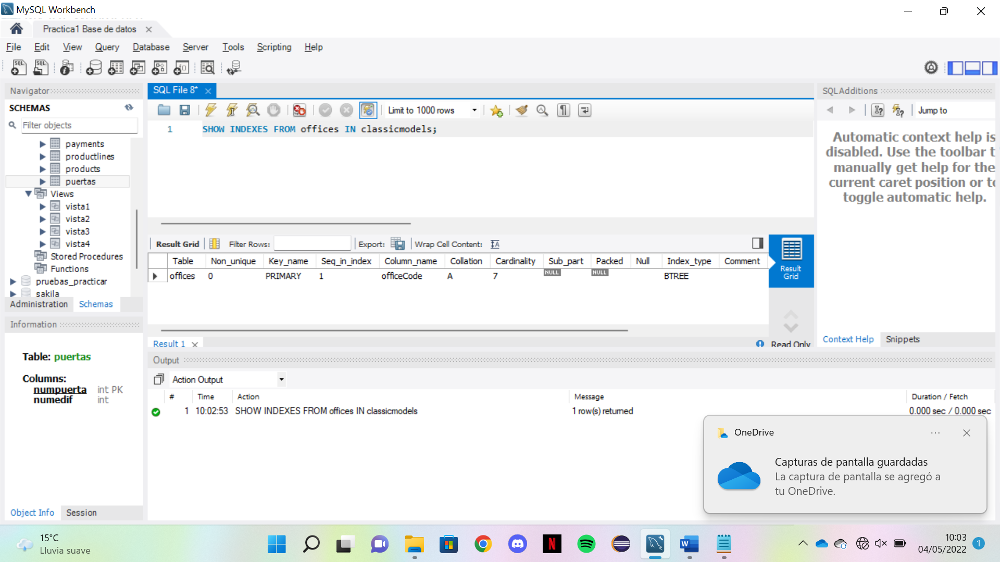 MySQL Workbench
Practica1 Base de datos
File Edit View Query Database Server Tools Scripting Help
Navigator
SCHEMAS
Filter objects
payments
productlines
products
puertas
Views
vista1
vista2
vista3
vista4
Stored Procedures
Functions
pruebas_practicar
sakila
Administration Schemas
Information
Table: puertas
Columns:
numpuerta int PK
numedif int
Object Info Session
SQL File 8*
Limit to 1000 rows
1 SHOW INDEXES FROM offices IN classicmodels;
Result Grid Filter Rows: Export: Wrap Cell Content:
Table Non_unique Key_name Seq_in_index Column_name Collation Cardinality Sub_part Packed Null Index_type Comment
offices 0 PRIMARY 1 officeCode A 7 NULL NULL BTREE
Result
Grid
Result 1
Read Only
Output
Action Output
# Time Action Message Duration / Fetch
1 10:02:53 SHOW INDEXES FROM offices IN classicmodels 1 row(s) returned 0.000 sec / 0.000 sec
SQLAdditions
Jump to
Automatic context help is
disabled. Use the toolbar t
manually get help for the
current caret position or to
toggle automatic help.
Context Help Snippets
OneDrive
Capturas de pantalla guardadas
La captura de pantalla se agregó a
tu OneDrive.
15°C
Lluvia suave
10:03
04/05/2022
1